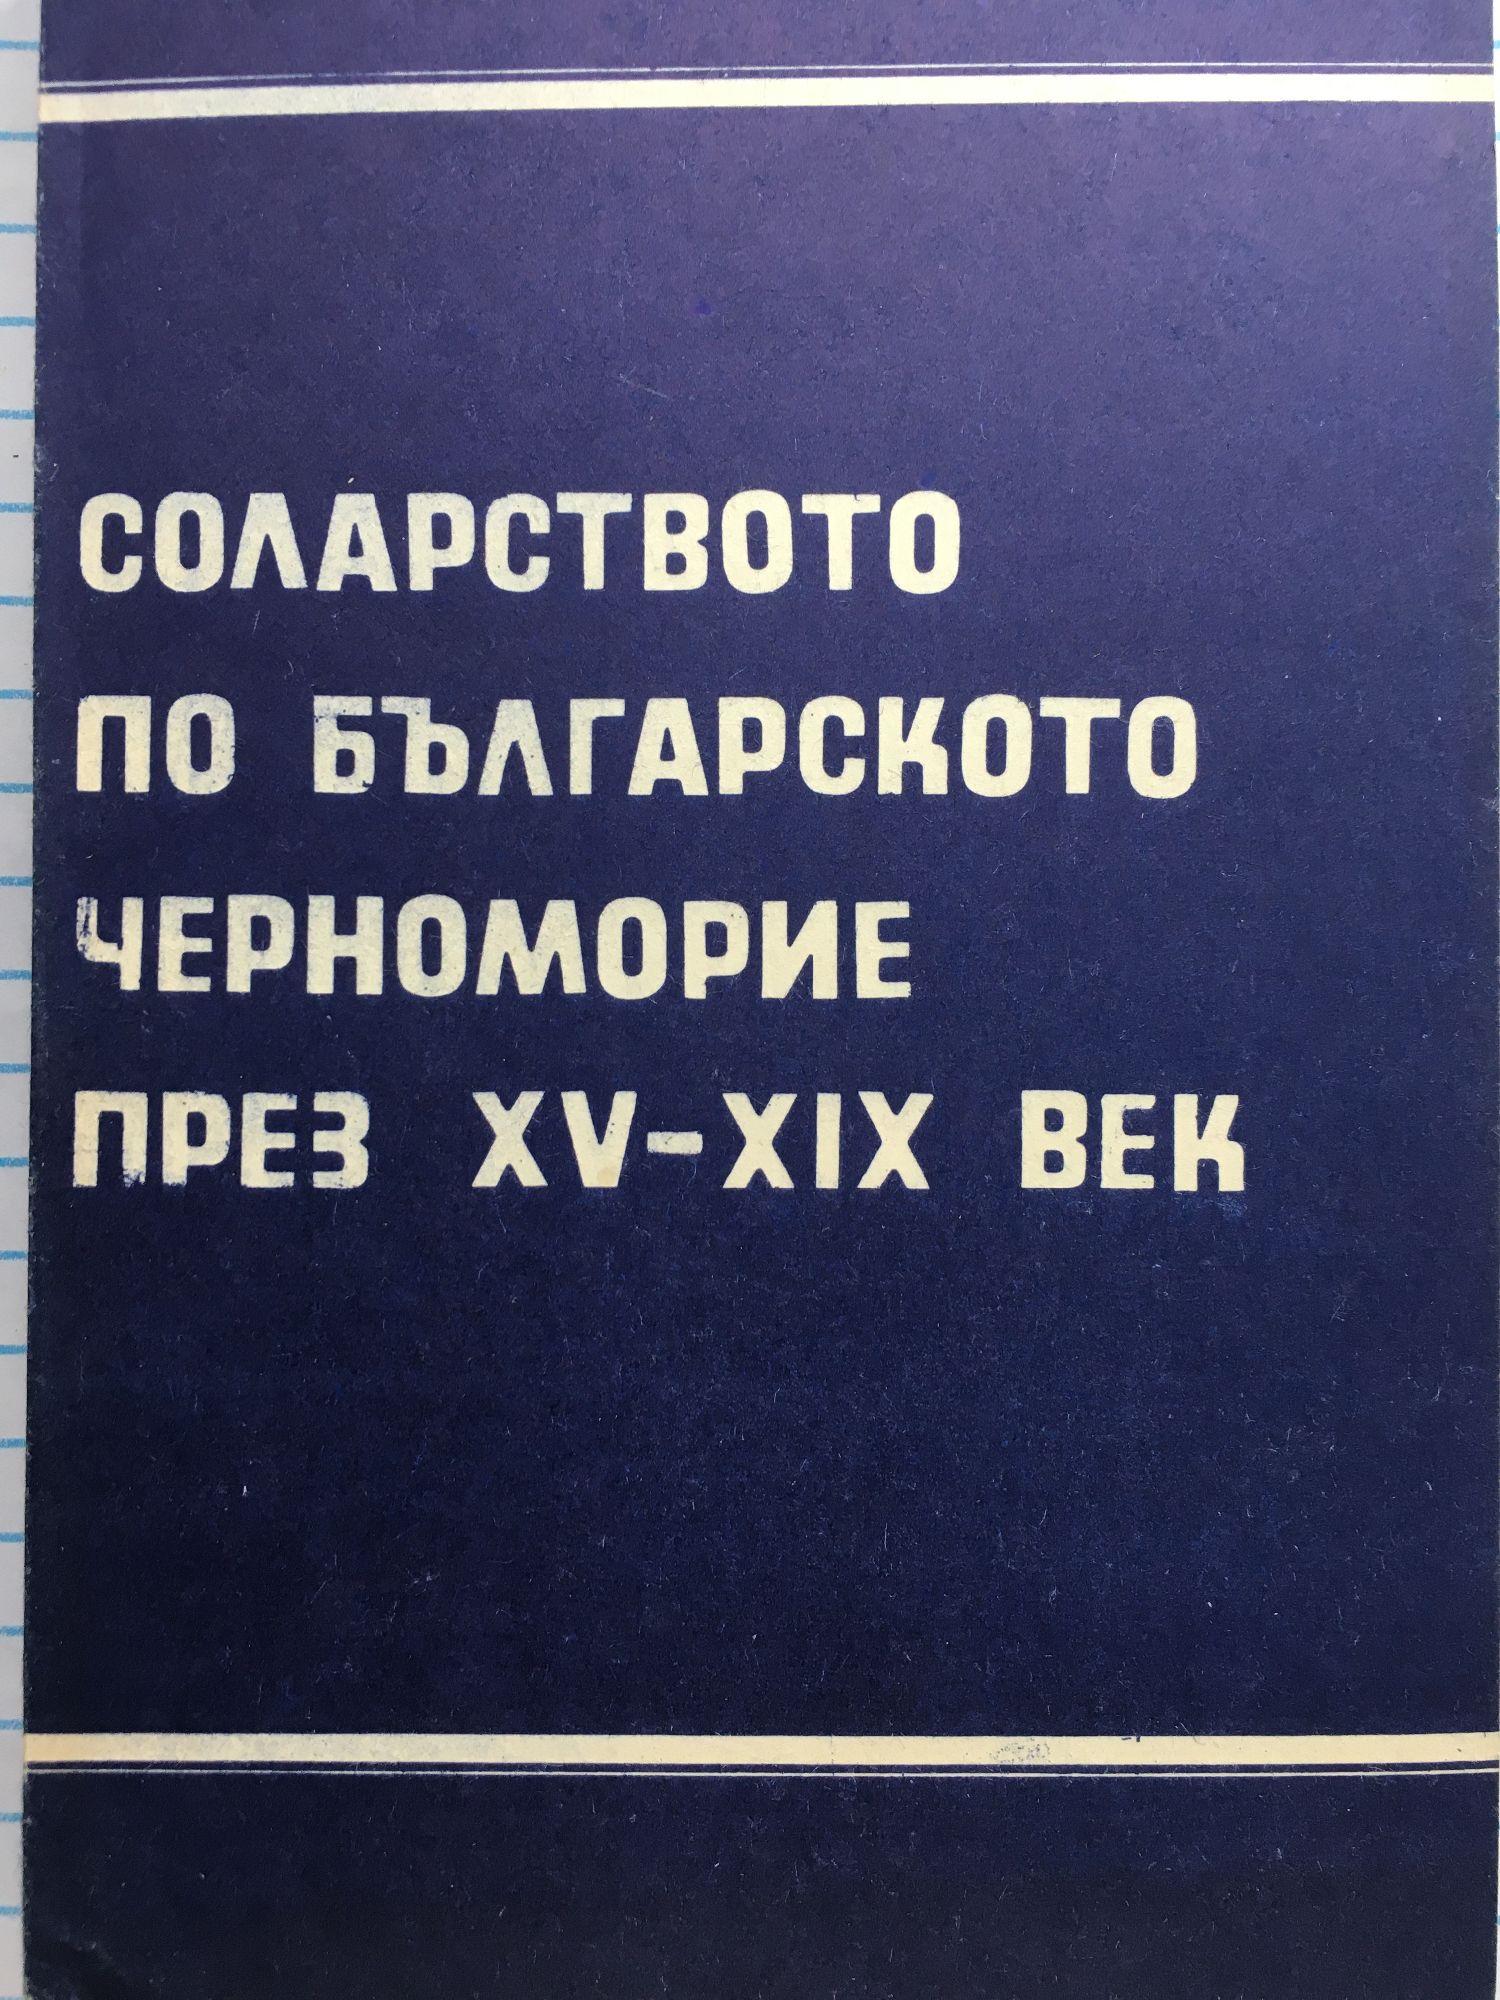 СОЛАРСТВОТО
ПО БЪЛГАРСКОТО
ЧЕРНОМОРИЕ
ПРЕЗ XV–XIX ВЕК